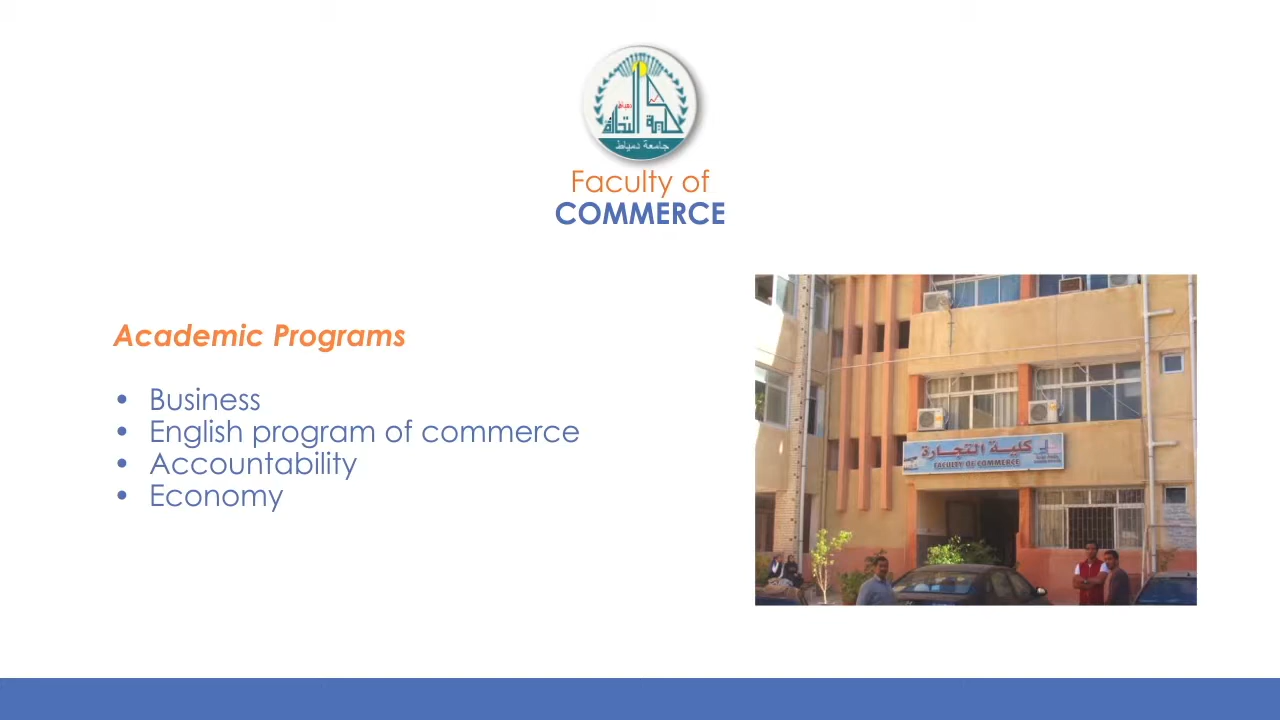 دمياط
كلية التجارة
جامعة دمياط
Faculty of
COMMERCE
Academic Programs
• Business
• English program of commerce
• Accountability
• Economy
كلية التجارة
FACULTY OF COMMERCE